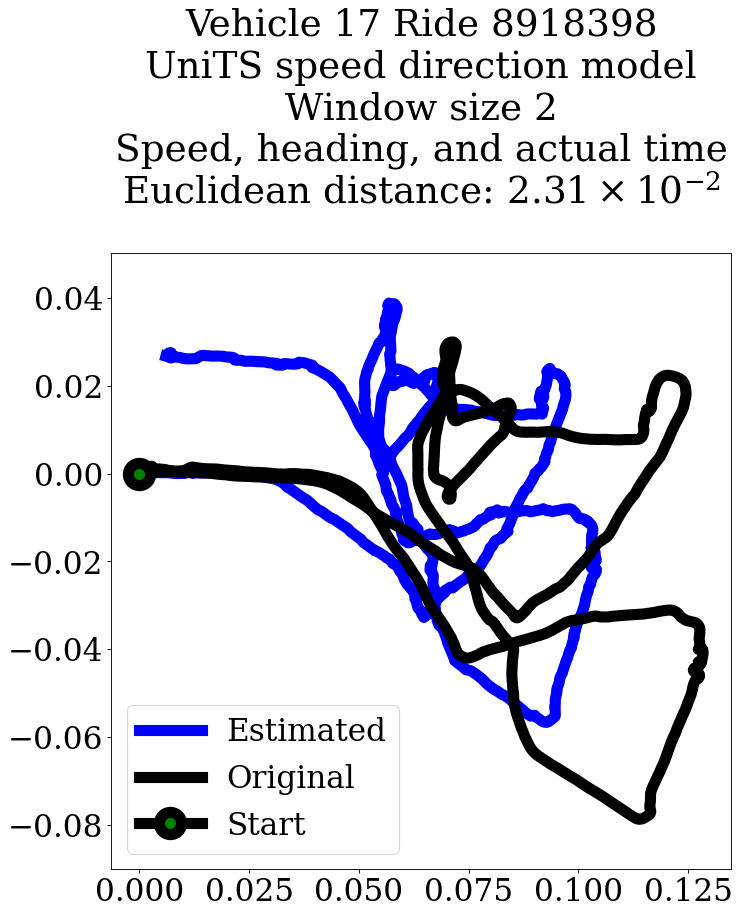 Vehicle 17 Ride 8918398
UniTS speed direction model
Window size 2
Speed, heading, and actual time
Euclidean distance: 2.31 × 10⁻²
0.04
0.02
0.00
−0.02
−0.04
−0.06
−0.08
Estimated
Original
Start
0.000 0.025 0.050 0.075 0.100 0.125